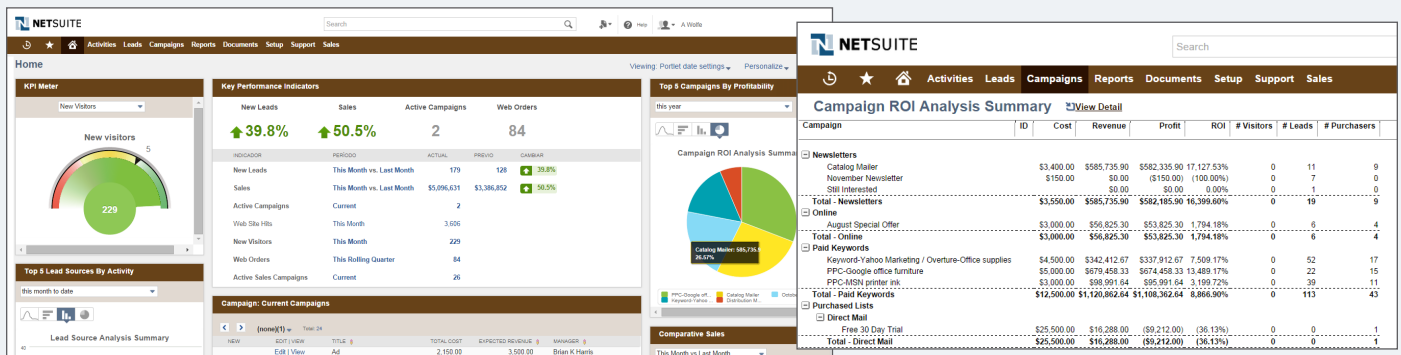 NETSUITE
Search
Help
A Wolfe
Activities Leads Campaigns Reports Documents Setup Support Sales
Home
Viewing: Portlet date settings
Personalize
KPI Meter
New Visitors
New visitors
5
229
Top 5 Lead Sources By Activity
this month to date
Lead Source Analysis Summary
40
Key Performance Indicators
New Leads Sales Active Campaigns Web Orders
39.8% 50.5% 2 84
INDICADOR PERÍODO ACTUAL PREVIO CAMBIAR
New Leads This Month vs. Last Month 179 128 39.8%
Sales This Month vs. Last Month $5,096,631 $3,386,852 50.5%
Active Campaigns Current 2
Web Site Hits This Month 3,606
New Visitors This Month 229
Web Orders This Rolling Quarter 84
Active Sales Campaigns Current 26
Campaign: Current Campaigns
(none)(1) Total: 24
NEW EDIT | VIEW TITLE TOTAL COST EXPECTED REVENUE MANAGER
Edit | View Ad 2,150.00 3,500.00 Brian K Harris
Top 5 Campaigns By Profitability
this year
Campaign ROI Analysis Summa
Catalog Mailer: 585,735.9
26.57%
PPC-Google off... Catalog Mailer Octobe
Keyword-Yahoo ... Distribution M...
Comparative Sales
This Month vs Last Month
NETSUITE
Search
Activities Leads Campaigns Reports Documents Setup Support Sales
Campaign ROI Analysis Summary View Detail
Campaign ID Cost Revenue Profit ROI # Visitors # Leads # Purchasers
Newsletters
Catalog Mailer $3,400.00 $585,735.90 $582,335.90 17,127.53% 0 11 9
November Newsletter $150.00 $0.00 ($150.00) (100.00%) 0 7 0
Still Interested $0.00 $0.00 0.00% 0 1 0
Total - Newsletters $3,550.00 $585,735.90 $582,185.90 16,399.60% 0 19 9
Online
August Special Offer $3,000.00 $56,825.30 $53,825.30 1,794.18% 0 6 4
Total - Online $3,000.00 $56,825.30 $53,825.30 1,794.18% 0 6 4
Paid Keywords
Keyword-Yahoo Marketing / Overture-Office supplies $4,500.00 $342,412.67 $337,912.67 7,509.17% 0 52 17
PPC-Google office furniture $5,000.00 $679,458.33 $674,458.33 13,489.17% 0 22 15
PPC-MSN printer ink $3,000.00 $98,991.64 $95,991.64 3,199.72% 0 39 11
Total - Paid Keywords $12,500.00 $1,120,862.64 $1,108,362.64 8,866.90% 0 113 43
Purchased Lists
Direct Mail
Free 30 Day Trial $25,500.00 $16,288.00 ($9,212.00) (36.13%) 0 0 1
Total - Direct Mail $25,500.00 $16,288.00 ($9,212.00) (36.13%) 0 0 1